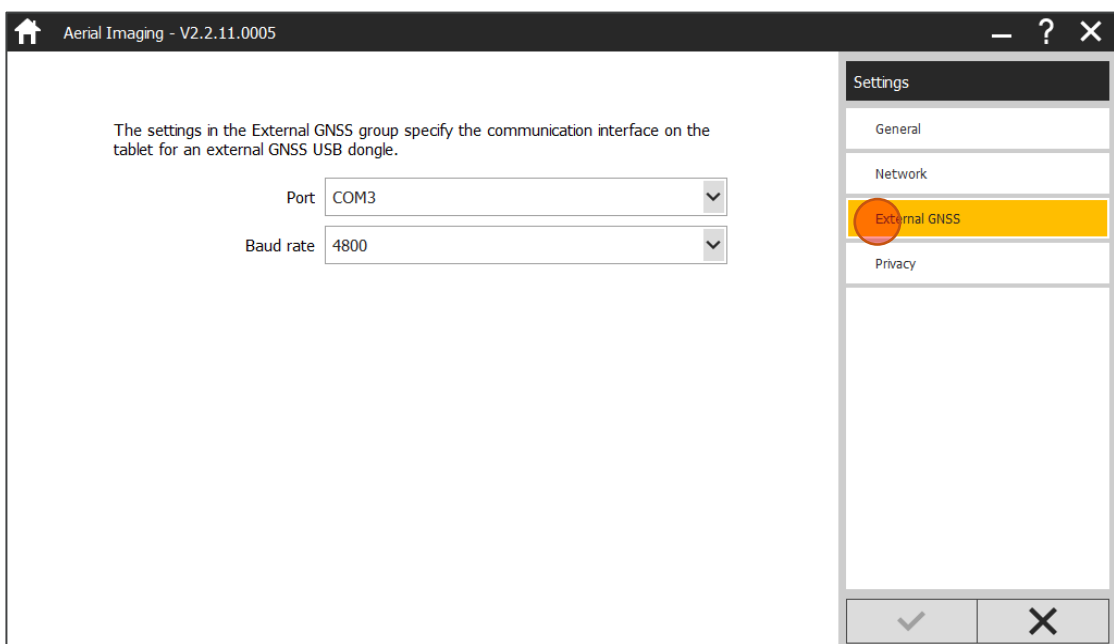 Aerial Imaging - V2.2.11.0005
?
The settings in the External GNSS group specify the communication interface on the
tablet for an external GNSS USB dongle.
Port COM3
Baud rate 4800
Settings
General
Network
External GNSS
Privacy